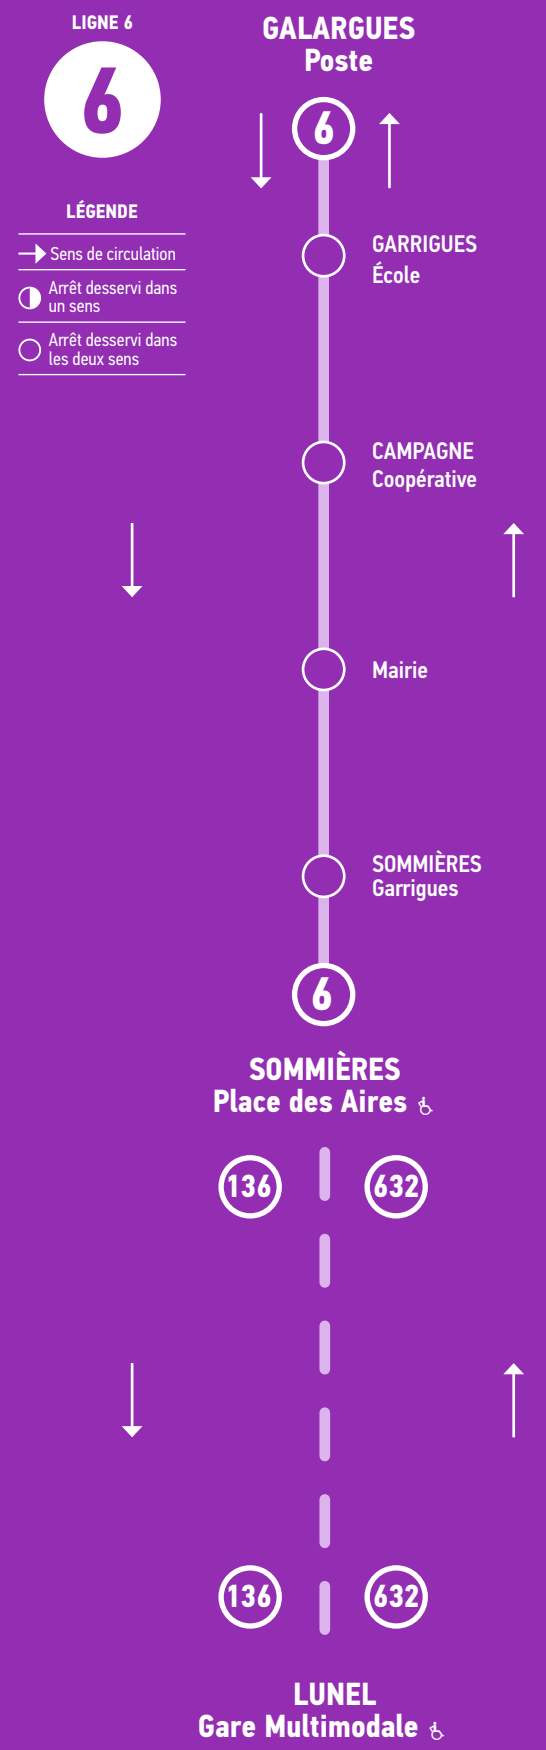 LIGNE 6
6
LÉGENDE
Sens de circulation
Arrêt desservi dans
un sens
Arrêt desservi dans
les deux sens
GALARGUES
Poste
6
GARRIGUES
École
CAMPAGNE
Coopérative
Mairie
SOMMIÈRES
Garrigues
6
SOMMIÈRES
Place des Aires
136 632
136 632
LUNEL
Gare Multimodale